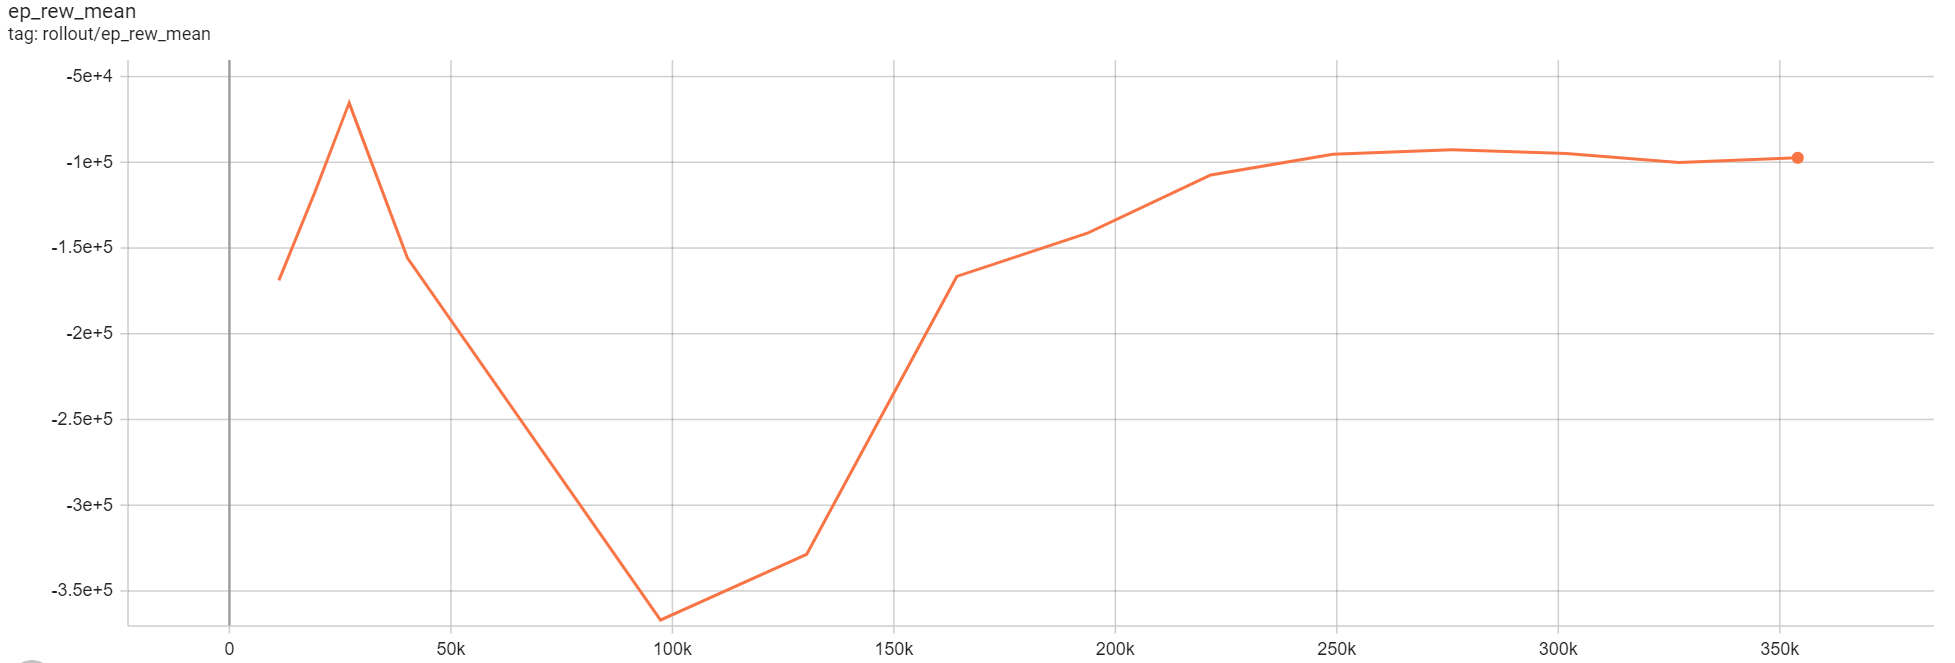 ep_rew_mean
tag: rollout/ep_rew_mean
-5e+4
-1e+5
-1.5e+5
-2e+5
-2.5e+5
-3e+5
-3.5e+5
0 50k 100k 150k 200k 250k 300k 350k